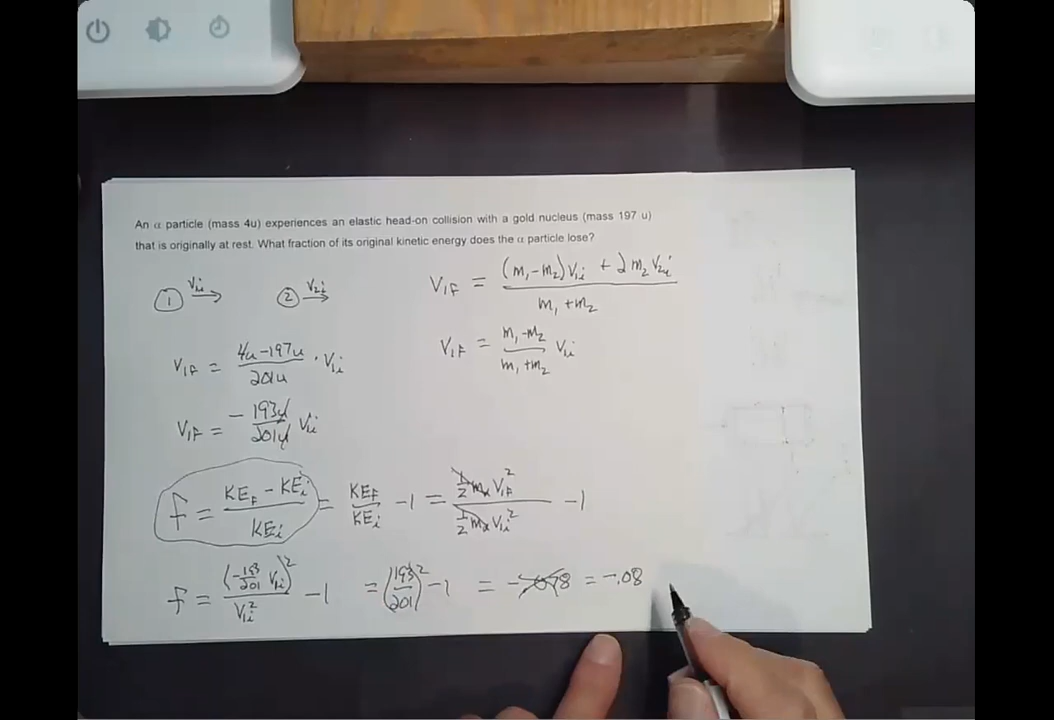 An α particle (mass 4u) experiences an elastic head-on collision with a gold nucleus (mass 197 u)
that is originally at rest. What fraction of its original kinetic energy does the α particle lose?
① V₁ᵢ → ② V₂ᵢ →
V₁F = (m₁-m₂)V₁ᵢ + 2m₂V₂ᵢ / m₁+m₂
V₁F = m₁-m₂ / m₁+m₂ V₁ᵢ
V₁F = 4u-197u / 201u · V₁ᵢ
V₁F = - 193u / 201u V₁ᵢ
f = KE_F - KEᵢ / KEᵢ = KE_F / KEᵢ -1 = ½ mα V₁F² / ½ mα V₁ᵢ² -1
f = (-193/201 V₁ᵢ)² / V₁ᵢ² -1 = (193/201)² -1 = -.078 = -.08